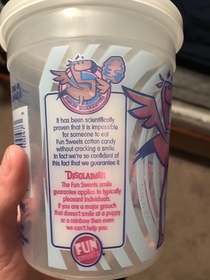 It has been scientifically
proven that it is impossible
for someone to eat
Fun Sweets cotton candy
without cracking a smile.
In fact we're so confident of
this fact that we guarantee it.
DISCLAIMER
The Fun Sweets smile
guarantee applies to typically
pleasant individuals.
If you are a major grouch
that doesn't smile at a puppy
or a rainbow then even
we can't help you.
FUN